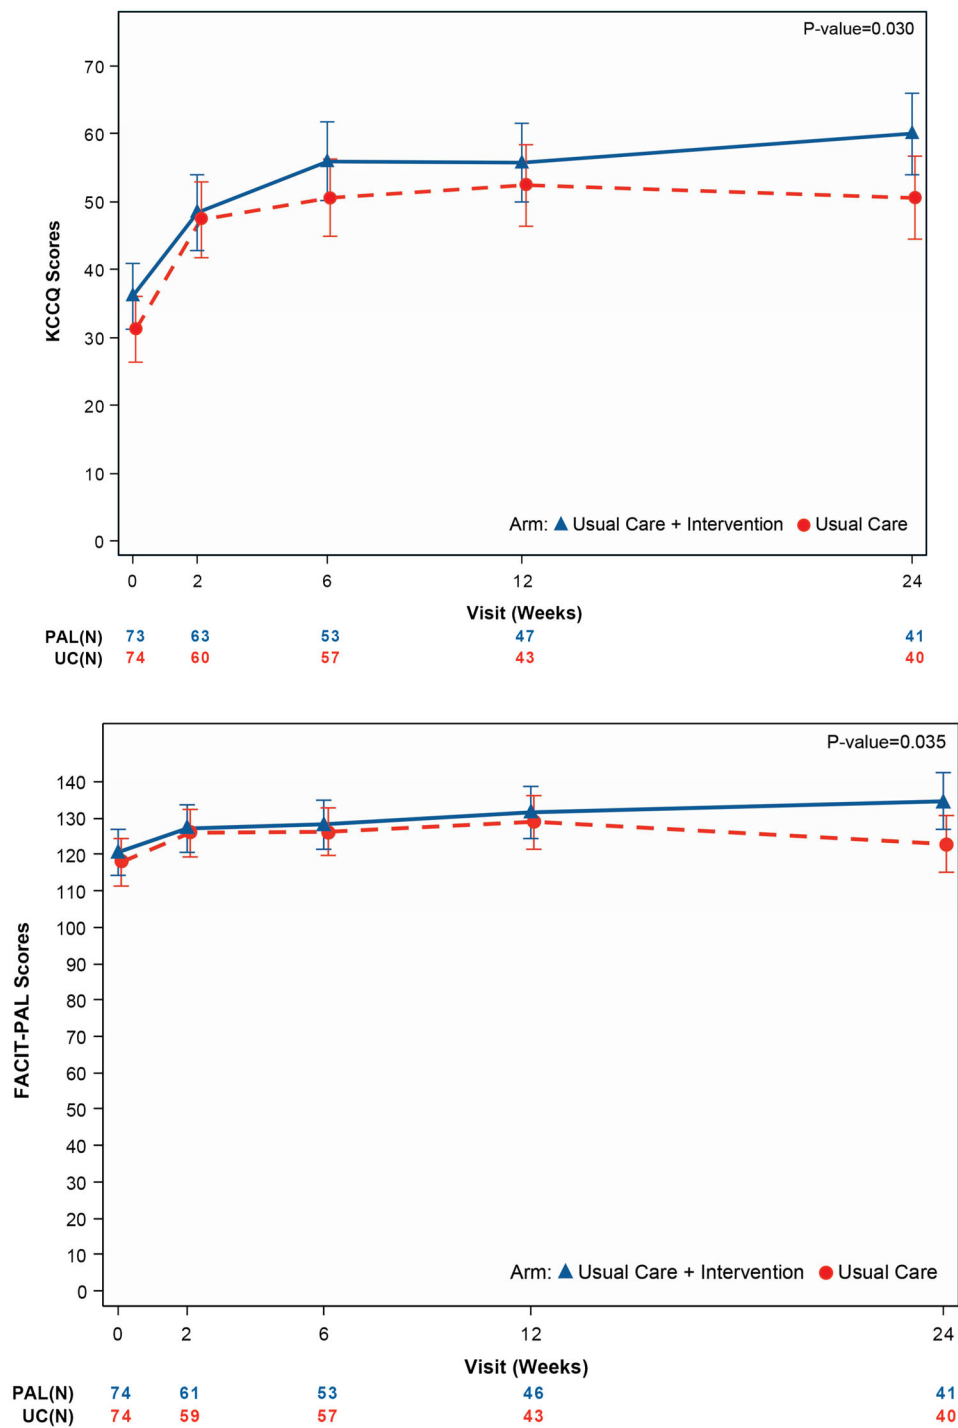 P-value=0.030
70
60
50
40
30
20
10
0
KCCQ Scores
Arm: Usual Care + Intervention Usual Care
0 2 6 12 24
Visit (Weeks)
PAL(N) 73 63 53 47 41
UC(N) 74 60 57 43 40
P-value=0.035
140
130
120
110
100
90
80
70
60
50
40
30
20
10
0
FACIT-PAL Scores
Arm: Usual Care + Intervention Usual Care
0 2 6 12 24
Visit (Weeks)
PAL(N) 74 61 53 46 41
UC(N) 74 59 57 43 40